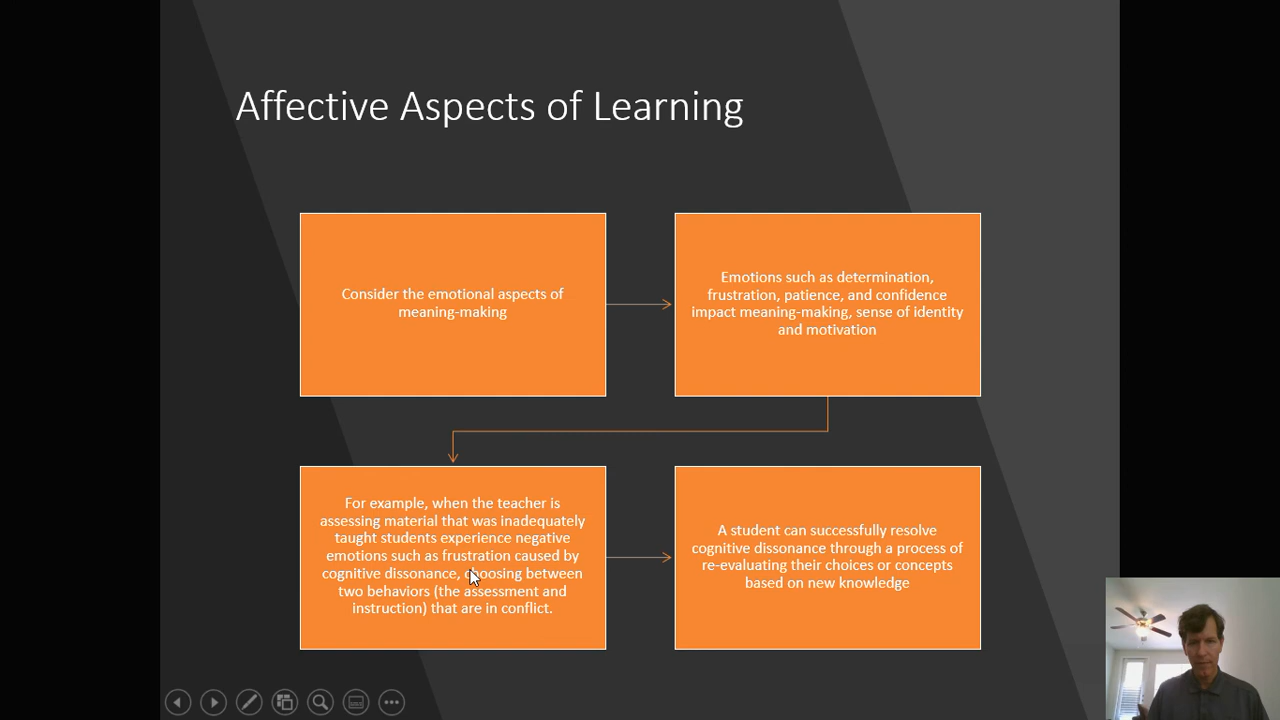 Affective Aspects of Learning
Consider the emotional aspects of
meaning-making
Emotions such as determination,
frustration, patience, and confidence
impact meaning-making, sense of identity
and motivation
For example, when the teacher is
assessing material that was inadequately
taught students experience negative
emotions such as frustration caused by
cognitive dissonance, choosing between
two behaviors (the assessment and
instruction) that are in conflict.
A student can successfully resolve
cognitive dissonance through a process of
re-evaluating their choices or concepts
based on new knowledge